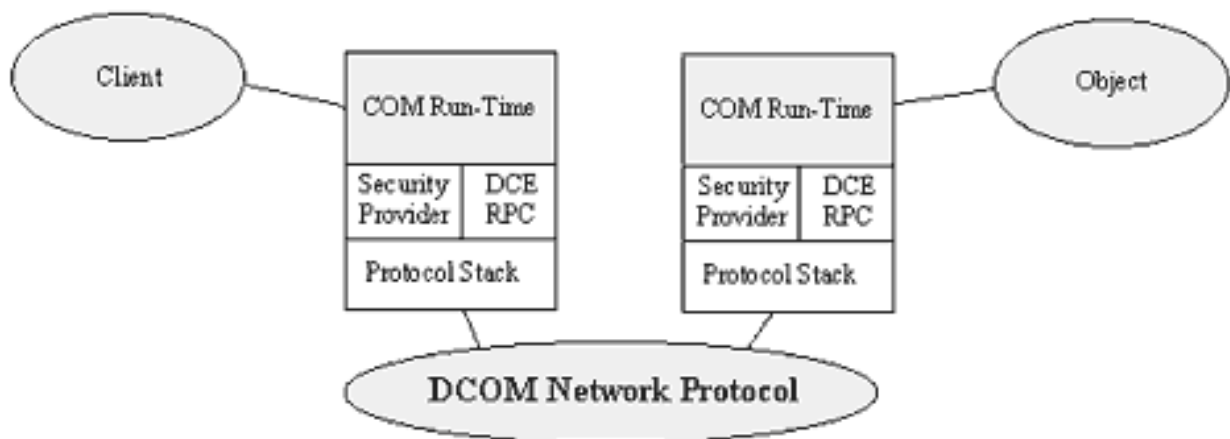 Client
COM Run-Time
Security
Provider
DCE
RPC
Protocol Stack
COM Run-Time
Security
Provider
DCE
RPC
Protocol Stack
Object
DCOM Network Protocol